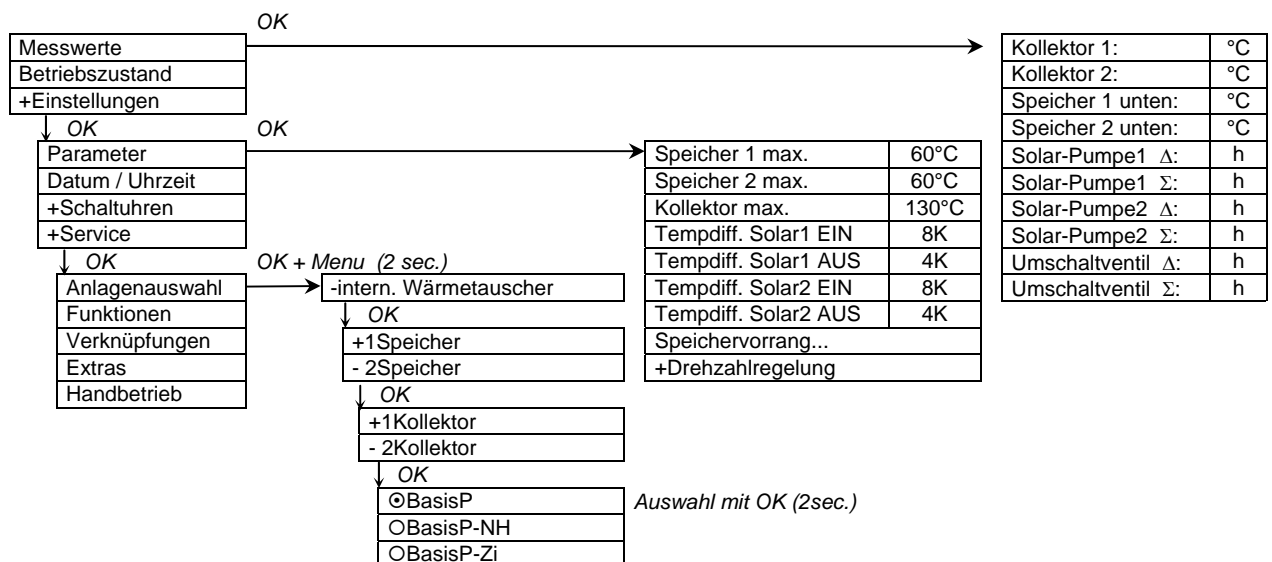 OK
Messwerte
Betriebszustand
+Einstellungen
OK
OK
Parameter
Datum / Uhrzeit
+Schaltuhren
+Service
OK
OK + Menu (2 sec.)
Anlagenauswahl
Funktionen
Verknüpfungen
Extras
Handbetrieb
-intern. Wärmetauscher
OK
+1Speicher
- 2Speicher
OK
+1Kollektor
- 2Kollektor
OK
⊙BasisP
○BasisP-NH
○BasisP-Zi
Auswahl mit OK (2sec.)
Speicher 1 max. 60°C
Speicher 2 max. 60°C
Kollektor max. 130°C
Tempdiff. Solar1 EIN 8K
Tempdiff. Solar1 AUS 4K
Tempdiff. Solar2 EIN 8K
Tempdiff. Solar2 AUS 4K
Speichervorrang...
+Drehzahlregelung
Kollektor 1: °C
Kollektor 2: °C
Speicher 1 unten: °C
Speicher 2 unten: °C
Solar-Pumpe1 Δ: h
Solar-Pumpe1 Σ: h
Solar-Pumpe2 Δ: h
Solar-Pumpe2 Σ: h
Umschaltventil Δ: h
Umschaltventil Σ: h